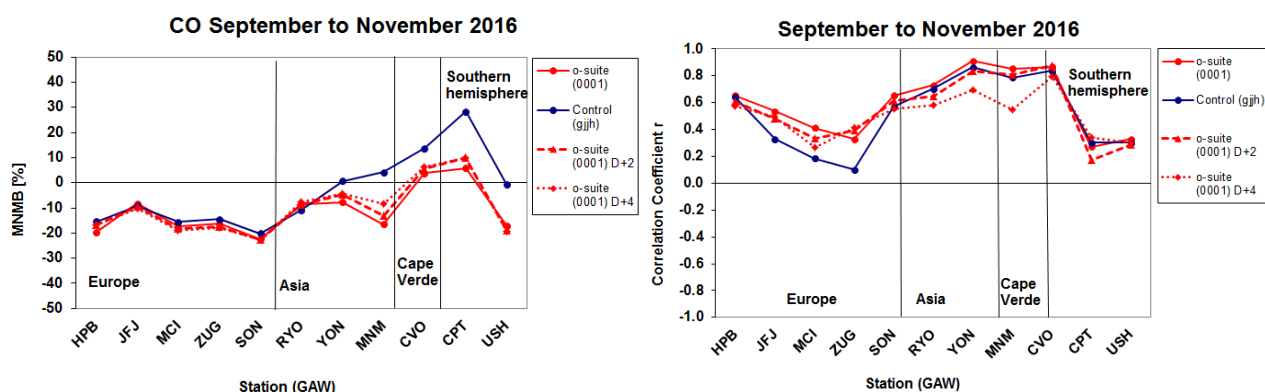 CO September to November 2016
MNMB [%]
50
40
30
20
10
0
-10
-20
-30
-40
-50
Southern
hemisphere
Europe
Asia
Cape
Verde
HPB
JFJ
MCI
ZUG
SON
RYO
YON
MNM
CVO
CPT
USH
Station (GAW)
o-suite
(0001)
Control
(gjjh)
o-suite
(0001) D+2
o-suite
(0001) D+4
September to November 2016
Correlation Coefficient r
1.0
0.8
0.6
0.4
0.2
0.0
-0.2
-0.4
-0.6
-0.8
-1.0
Southern
hemisphere
Europe
Asia
Cape
Verde
HPB
JFJ
MCI
ZUG
SON
RYO
YON
MNM
CVO
CPT
USH
Station (GAW)
o-suite
(0001)
Control (gjjh)
o-suite
(0001) D+2
o-suite
(0001) D+4